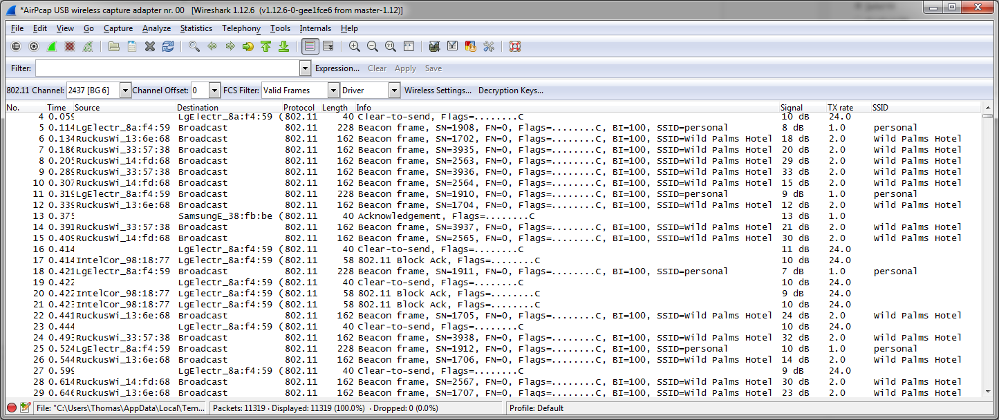 *AirPcap USB wireless capture adapter nr. 00 [Wireshark 1.12.6 (v1.12.6-0-gee1fce6 from master-1.12)]
File Edit View Go Capture Analyze Statistics Telephony Tools Internals Help
Filter: Expression... Clear Apply Save
802.11 Channel: 2437 [BG 6] Channel Offset: 0 FCS Filter: Valid Frames Driver Wireless Settings... Decryption Keys...
No. Time Source Destination Protocol Length Info Signal TX rate SSID
4 0.059 LgElectr_8a:f4:59 ( 802.11 40 Clear-to-send, Flags=........C 10 dB 24.0
5 0.114 LgElectr_8a:f4:59 Broadcast 802.11 228 Beacon frame, SN=1908, FN=0, Flags=........C, BI=100, SSID=personal 8 dB 1.0 personal
6 0.134 RuckusWi_13:6e:68 Broadcast 802.11 162 Beacon frame, SN=1702, FN=0, Flags=........C, BI=100, SSID=Wild Palms Hotel 18 dB 2.0 Wild Palms Hotel
7 0.186 RuckusWi_33:57:38 Broadcast 802.11 162 Beacon frame, SN=3935, FN=0, Flags=........C, BI=100, SSID=Wild Palms Hotel 20 dB 2.0 Wild Palms Hotel
8 0.205 RuckusWi_14:fd:68 Broadcast 802.11 162 Beacon frame, SN=2563, FN=0, Flags=........C, BI=100, SSID=Wild Palms Hotel 29 dB 2.0 Wild Palms Hotel
9 0.289 RuckusWi_33:57:38 Broadcast 802.11 162 Beacon frame, SN=3936, FN=0, Flags=........C, BI=100, SSID=Wild Palms Hotel 33 dB 2.0 Wild Palms Hotel
10 0.307 RuckusWi_14:fd:68 Broadcast 802.11 162 Beacon frame, SN=2564, FN=0, Flags=........C, BI=100, SSID=Wild Palms Hotel 15 dB 2.0 Wild Palms Hotel
11 0.319 LgElectr_8a:f4:59 Broadcast 802.11 228 Beacon frame, SN=1910, FN=0, Flags=........C, BI=100, SSID=personal 9 dB 1.0 personal
12 0.339 RuckusWi_13:6e:68 Broadcast 802.11 162 Beacon frame, SN=1704, FN=0, Flags=........C, BI=100, SSID=Wild Palms Hotel 12 dB 2.0 Wild Palms Hotel
13 0.375 SamsungE_38:fb:be ( 802.11 40 Acknowledgement, Flags=........C 13 dB 1.0
14 0.391 RuckusWi_33:57:38 Broadcast 802.11 162 Beacon frame, SN=3937, FN=0, Flags=........C, BI=100, SSID=Wild Palms Hotel 21 dB 2.0 Wild Palms Hotel
15 0.409 RuckusWi_14:fd:68 Broadcast 802.11 162 Beacon frame, SN=2565, FN=0, Flags=........C, BI=100, SSID=Wild Palms Hotel 30 dB 2.0 Wild Palms Hotel
16 0.414 LgElectr_8a:f4:59 ( 802.11 40 Clear-to-send, Flags=........C 11 dB 24.0
17 0.414 IntelCor_98:18:77 LgElectr_8a:f4:59 ( 802.11 58 802.11 Block Ack, Flags=........C 10 dB 24.0
18 0.421 LgElectr_8a:f4:59 Broadcast 802.11 228 Beacon frame, SN=1911, FN=0, Flags=........C, BI=100, SSID=personal 7 dB 1.0 personal
19 0.422 LgElectr_8a:f4:59 ( 802.11 40 Clear-to-send, Flags=........C 10 dB 24.0
20 0.422 IntelCor_98:18:77 LgElectr_8a:f4:59 ( 802.11 58 802.11 Block Ack, Flags=........C 9 dB 24.0
21 0.423 IntelCor_98:18:77 LgElectr_8a:f4:59 ( 802.11 58 802.11 Block Ack, Flags=........C 10 dB 24.0
22 0.441 RuckusWi_13:6e:68 Broadcast 802.11 162 Beacon frame, SN=1705, FN=0, Flags=........C, BI=100, SSID=Wild Palms Hotel 24 dB 2.0 Wild Palms Hotel
23 0.444 LgElectr_8a:f4:59 ( 802.11 40 Clear-to-send, Flags=........C 10 dB 24.0
24 0.493 RuckusWi_33:57:38 Broadcast 802.11 162 Beacon frame, SN=3938, FN=0, Flags=........C, BI=100, SSID=Wild Palms Hotel 32 dB 2.0 Wild Palms Hotel
25 0.524 LgElectr_8a:f4:59 Broadcast 802.11 228 Beacon frame, SN=1912, FN=0, Flags=........C, BI=100, SSID=personal 10 dB 1.0 personal
26 0.544 RuckusWi_13:6e:68 Broadcast 802.11 162 Beacon frame, SN=1706, FN=0, Flags=........C, BI=100, SSID=Wild Palms Hotel 14 dB 2.0 Wild Palms Hotel
27 0.599 LgElectr_8a:f4:59 ( 802.11 40 Clear-to-send, Flags=........C 9 dB 24.0
28 0.614 RuckusWi_14:fd:68 Broadcast 802.11 162 Beacon frame, SN=2567, FN=0, Flags=........C, BI=100, SSID=Wild Palms Hotel 30 dB 2.0 Wild Palms Hotel
29 0.646 RuckusWi_13:6e:68 Broadcast 802.11 162 Beacon frame, SN=1707, FN=0, Flags=........C, BI=100, SSID=Wild Palms Hotel 23 dB 2.0 Wild Palms Hotel
File: "C:\Users\Thomas\AppData\Local\Tem... Packets: 11319 · Displayed: 11319 (100.0%) · Dropped: 0 (0.0%) Profile: Default